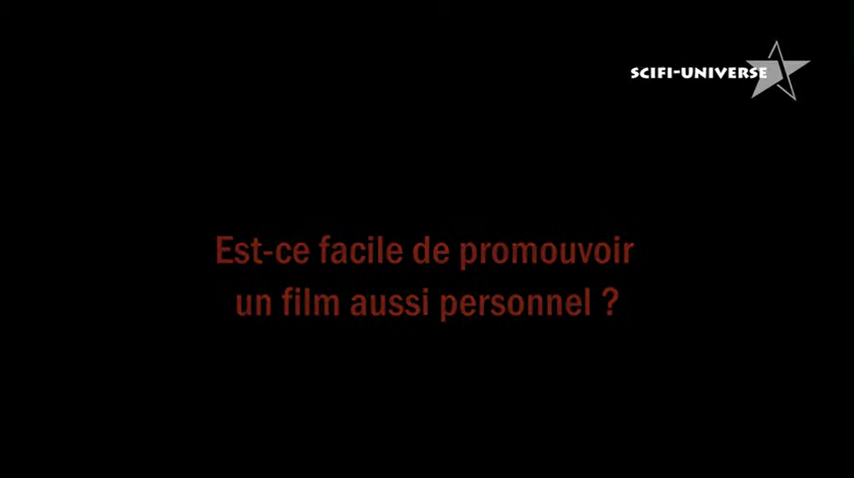 SCIFI-UNIVERSE
Est-ce facile de promouvoir
un film aussi personnel ?